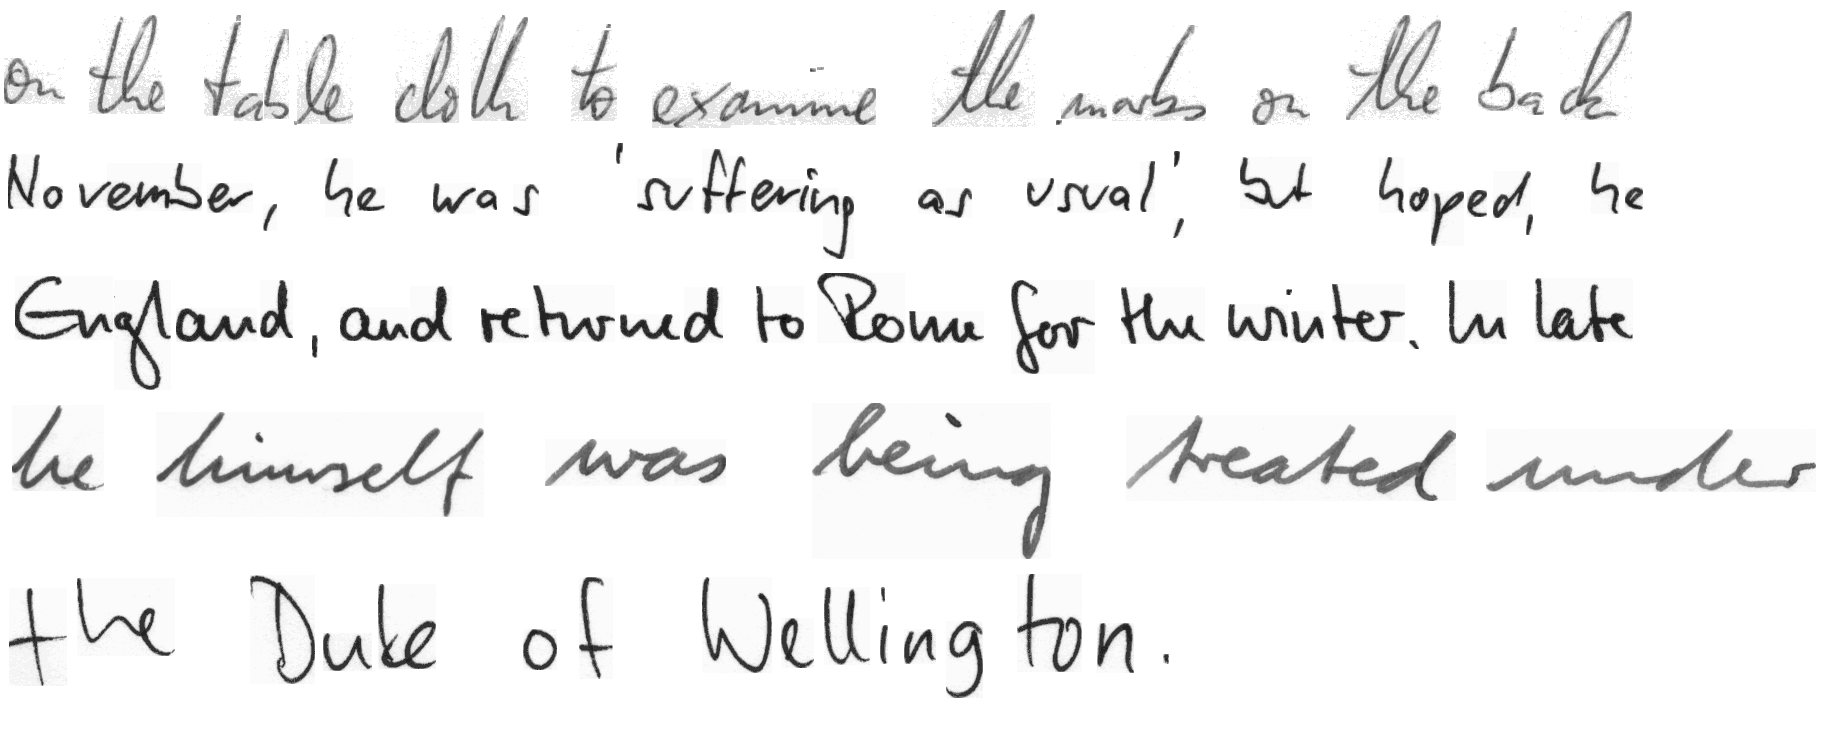 on the table cloth to examine the marks on the back
November, he was 'suffering as usual', but hoped, he
England, and returned to Rome for the winter. In late
he himself was being treated under
the Duke of Wellington.